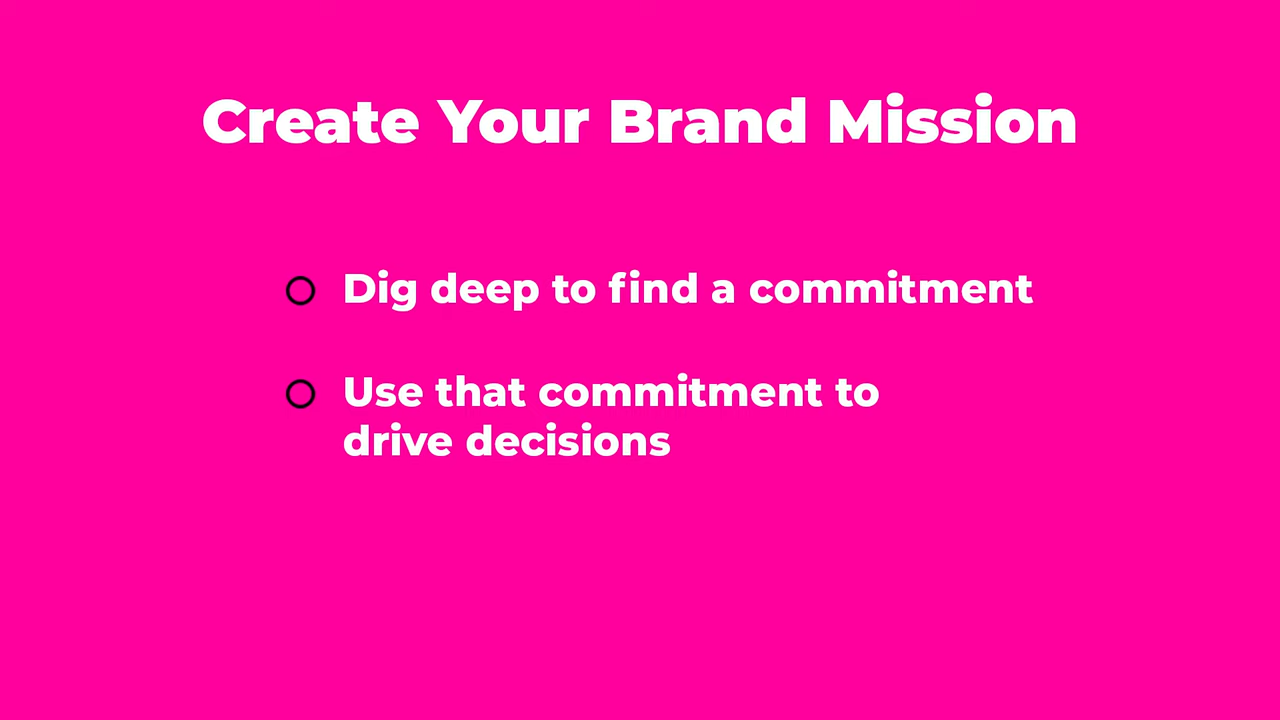 Create Your Brand Mission
Dig deep to find a commitment
Use that commitment to
drive decisions